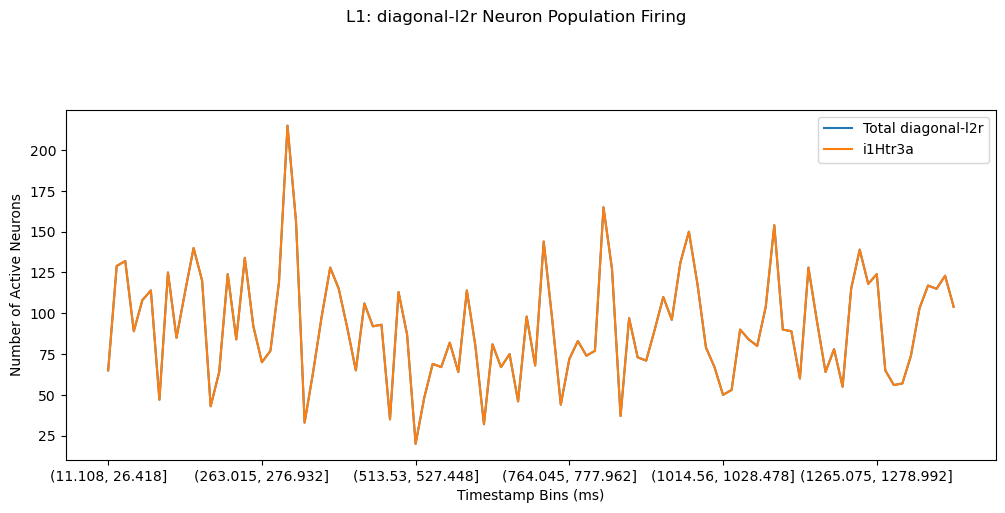 L1: diagonal-l2r Neuron Population Firing
Total diagonal-l2r
i1Htr3a
Number of Active Neurons
200
175
150
125
100
75
50
25
(11.108, 26.418]
(263.015, 276.932]
(513.53, 527.448]
(764.045, 777.962]
(1014.56, 1028.478]
(1265.075, 1278.992]
Timestamp Bins (ms)